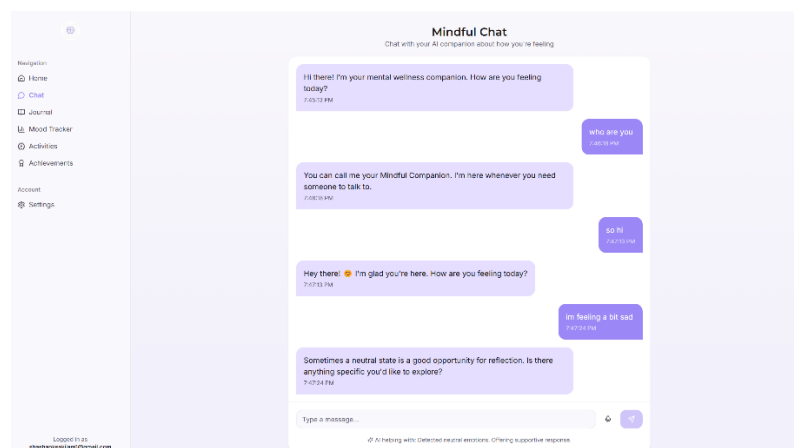 Mindful Chat
Chat with your AI companion about how you're feeling
Navigation
Home
Chat
Journal
Mood Tracker
Activities
Achievements
Account
Settings
Hi there! I'm your mental wellness companion. How are you feeling
today?
7:45:13 PM
who are you
7:46:18 PM
You can call me your Mindful Companion. I'm here whenever you need
someone to talk to.
7:46:18 PM
so hi
7:47:13 PM
Hey there! 😊 I'm glad you're here. How are you feeling today?
7:47:13 PM
im feeling a bit sad
7:47:24 PM
Sometimes a neutral state is a good opportunity for reflection. Is there
anything specific you'd like to explore?
7:47:24 PM
Type a message...
AI helping with: Detected neutral emotions. Offering supportive response
Logged in as